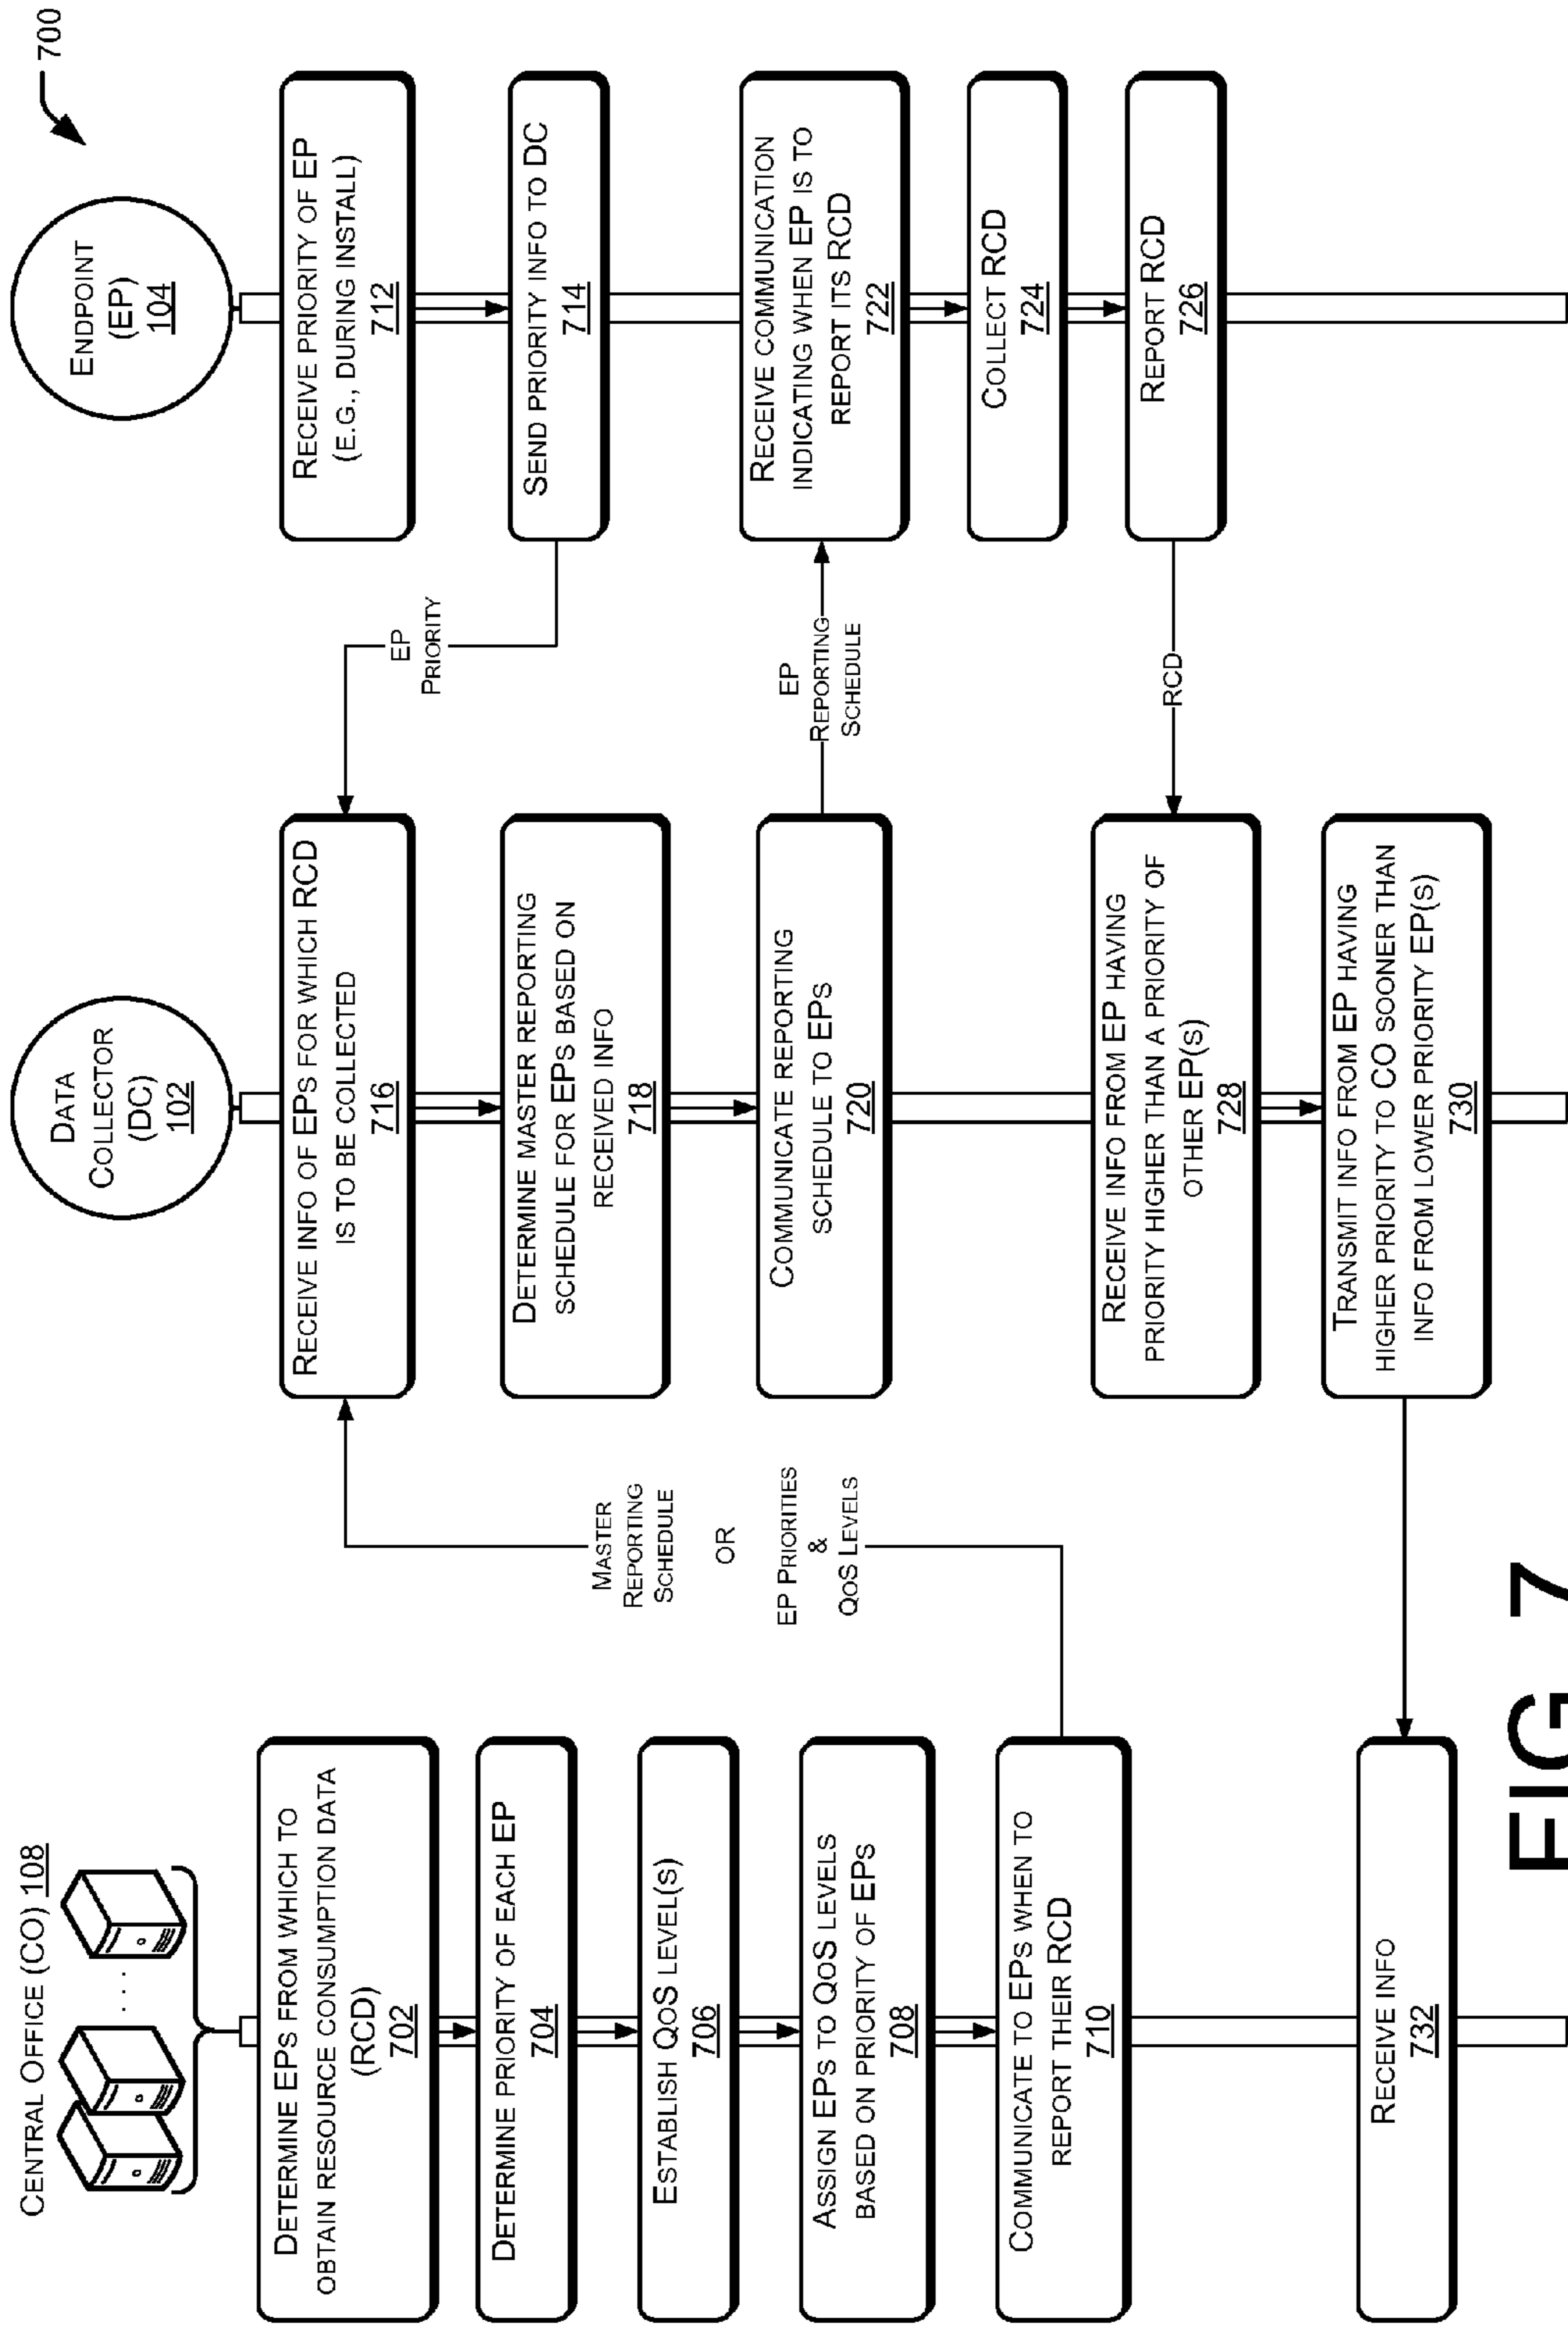 700
CENTRAL OFFICE (CO) 108
. . .
DETERMINE EPS FROM WHICH TO
OBTAIN RESOURCE CONSUMPTION DATA
(RCD)
702
DETERMINE PRIORITY OF EACH EP
704
ESTABLISH QOS LEVEL(S)
706
ASSIGN EPS TO QOS LEVELS
BASED ON PRIORITY OF EPS
708
COMMUNICATE TO EPS WHEN TO
REPORT THEIR RCD
710
RECEIVE INFO
732
MASTER
REPORTING
SCHEDULE
OR
EP PRIORITIES
&
QOS LEVELS
DATA
COLLECTOR
(DC)
102
RECEIVE INFO OF EPS FOR WHICH RCD
IS TO BE COLLECTED
716
DETERMINE MASTER REPORTING
SCHEDULE FOR EPS BASED ON
RECEIVED INFO
718
COMMUNICATE REPORTING
SCHEDULE TO EPS
720
RECEIVE INFO FROM EP HAVING
PRIORITY HIGHER THAN A PRIORITY OF
OTHER EP(S)
728
TRANSMIT INFO FROM EP HAVING
HIGHER PRIORITY TO CO SOONER THAN
INFO FROM LOWER PRIORITY EP(S)
730
EP
PRIORITY
EP
REPORTING
SCHEDULE
RCD
ENDPOINT
(EP)
104
RECEIVE PRIORITY OF EP
(E.G., DURING INSTALL)
712
SEND PRIORITY INFO TO DC
714
RECEIVE COMMUNICATION
INDICATING WHEN EP IS TO
REPORT ITS RCD
722
COLLECT RCD
724
REPORT RCD
726
FIG 7